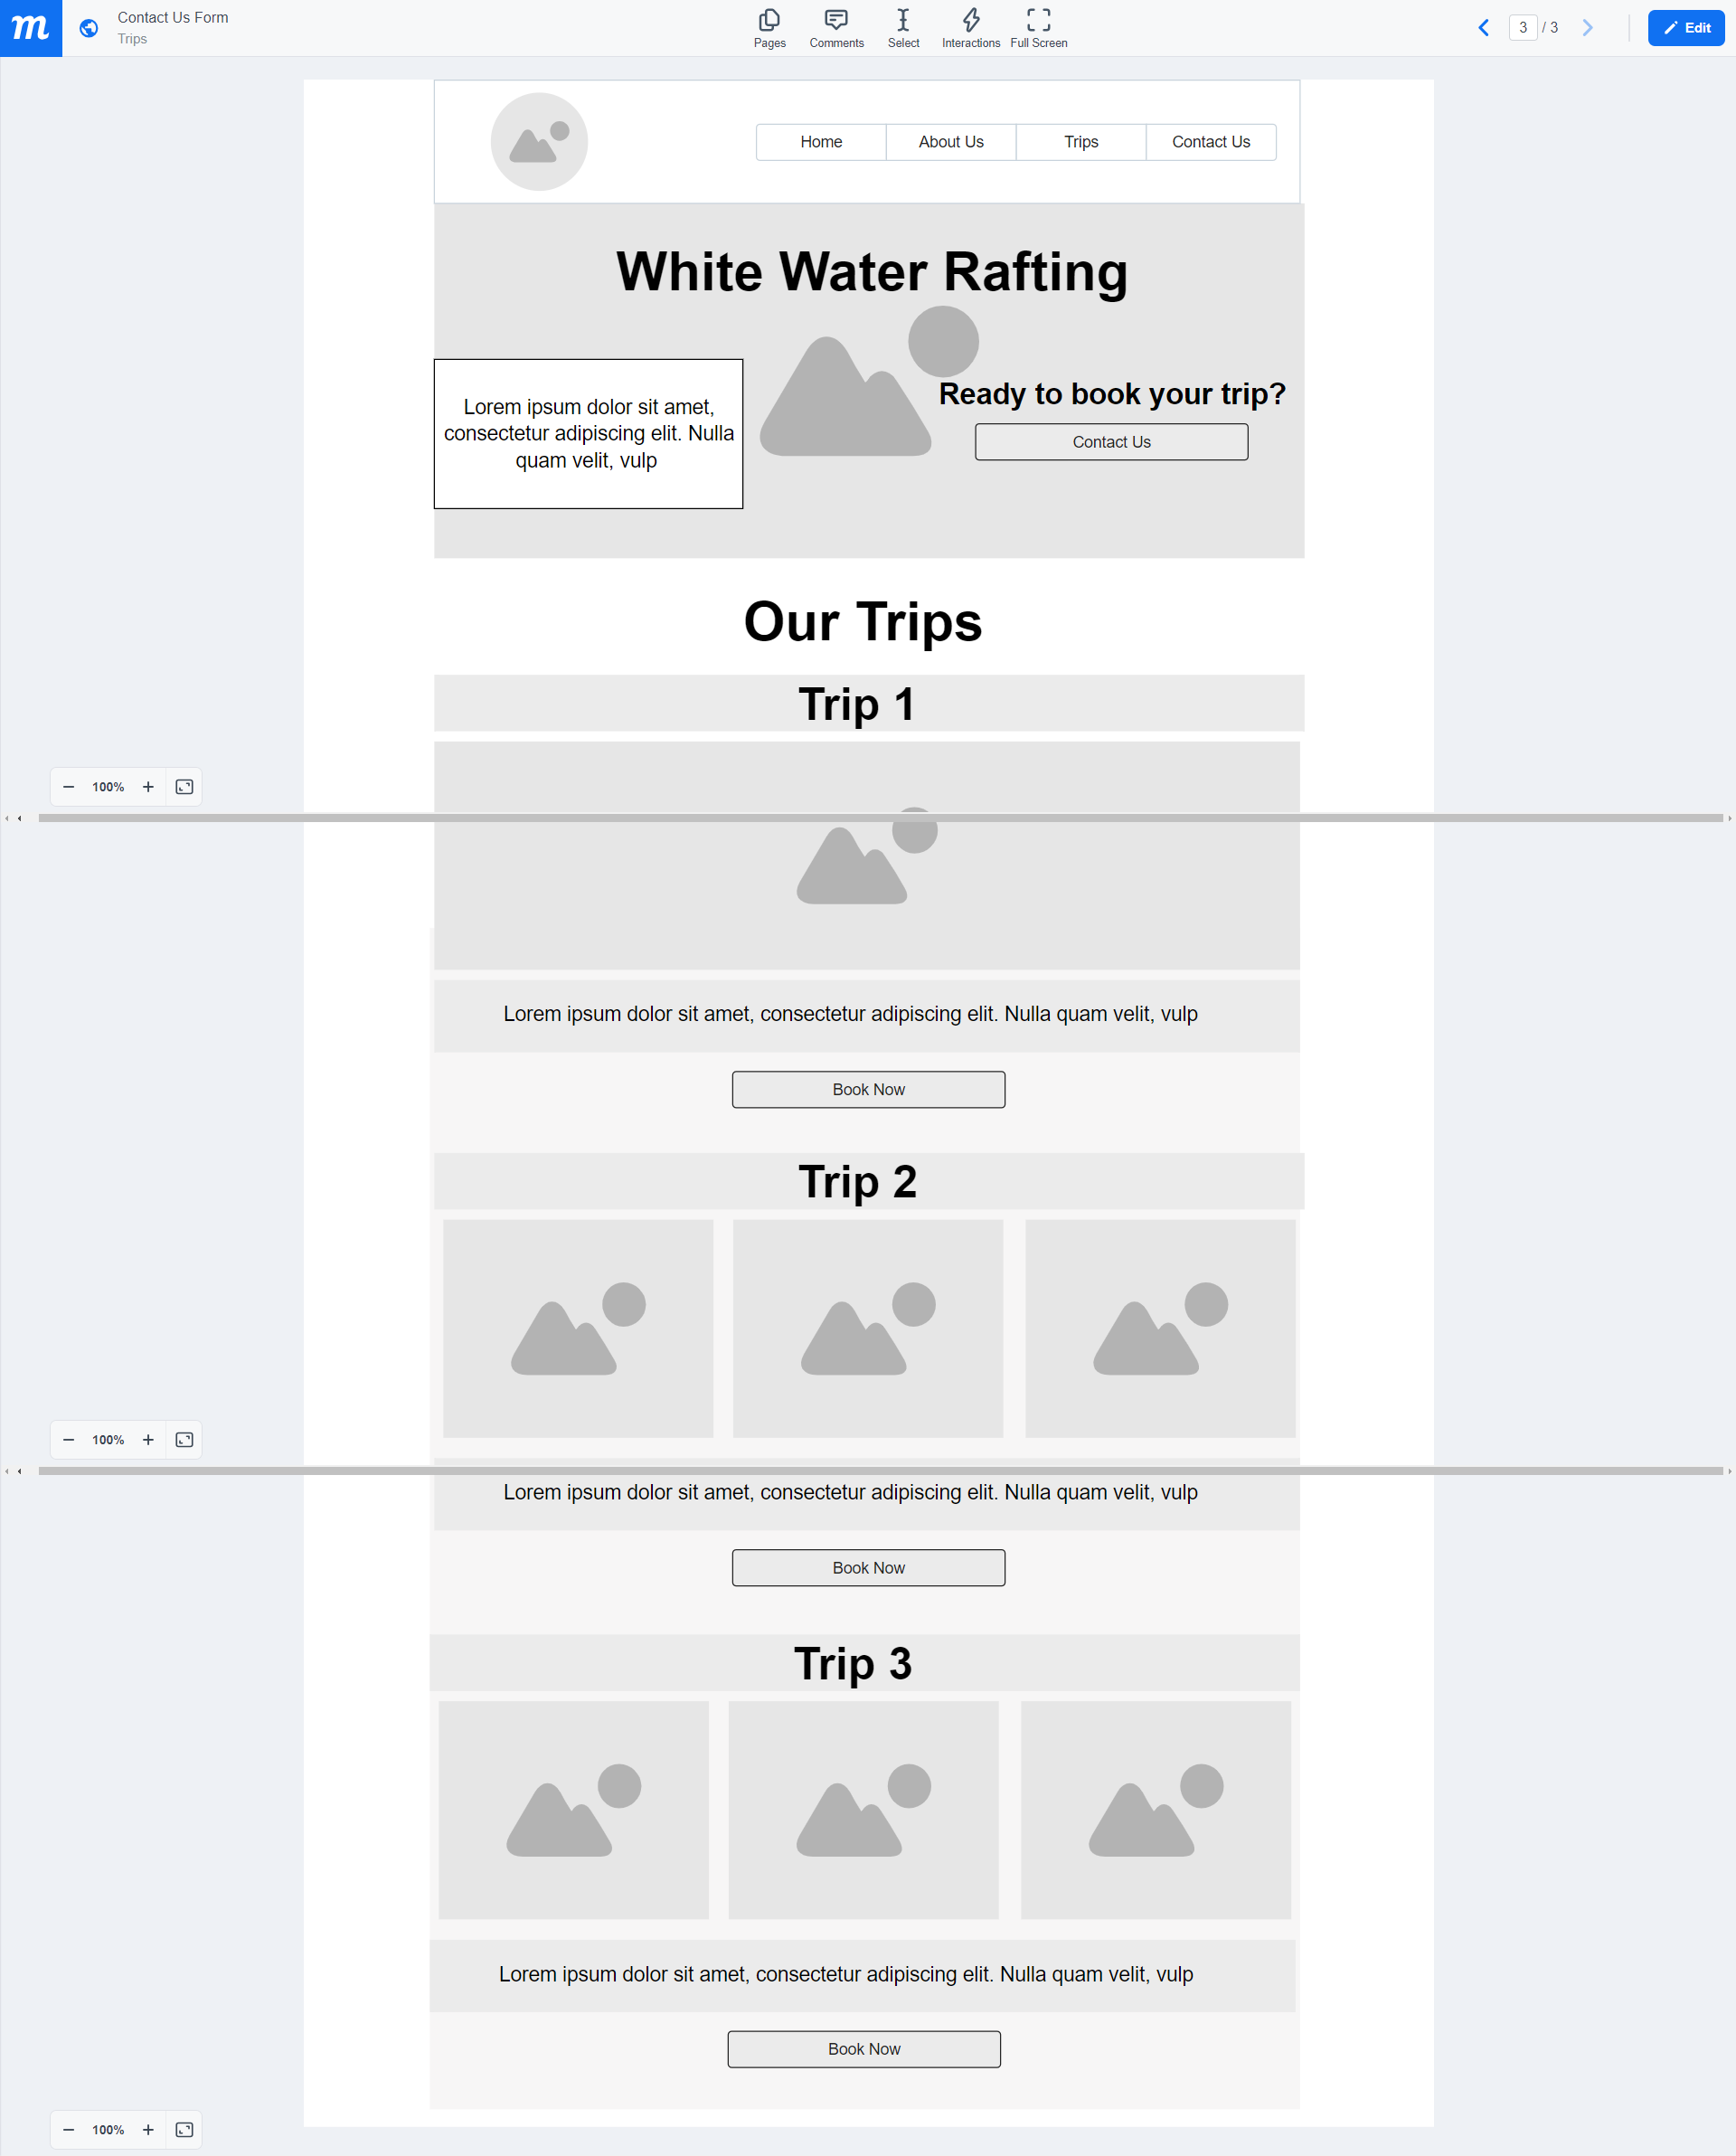 m
Contact Us Form
Trips
Pages
Comments
Select
Interactions
Full Screen
3 / 3
Edit
Home
About Us
Trips
Contact Us
White Water Rafting
Lorem ipsum dolor sit amet,
consectetur adipiscing elit. Nulla
quam velit, vulp
Ready to book your trip?
Contact Us
Our Trips
Trip 1
100%
Lorem ipsum dolor sit amet, consectetur adipiscing elit. Nulla quam velit, vulp
Book Now
Trip 2
100%
Lorem ipsum dolor sit amet, consectetur adipiscing elit. Nulla quam velit, vulp
Book Now
Trip 3
Lorem ipsum dolor sit amet, consectetur adipiscing elit. Nulla quam velit, vulp
Book Now
100%